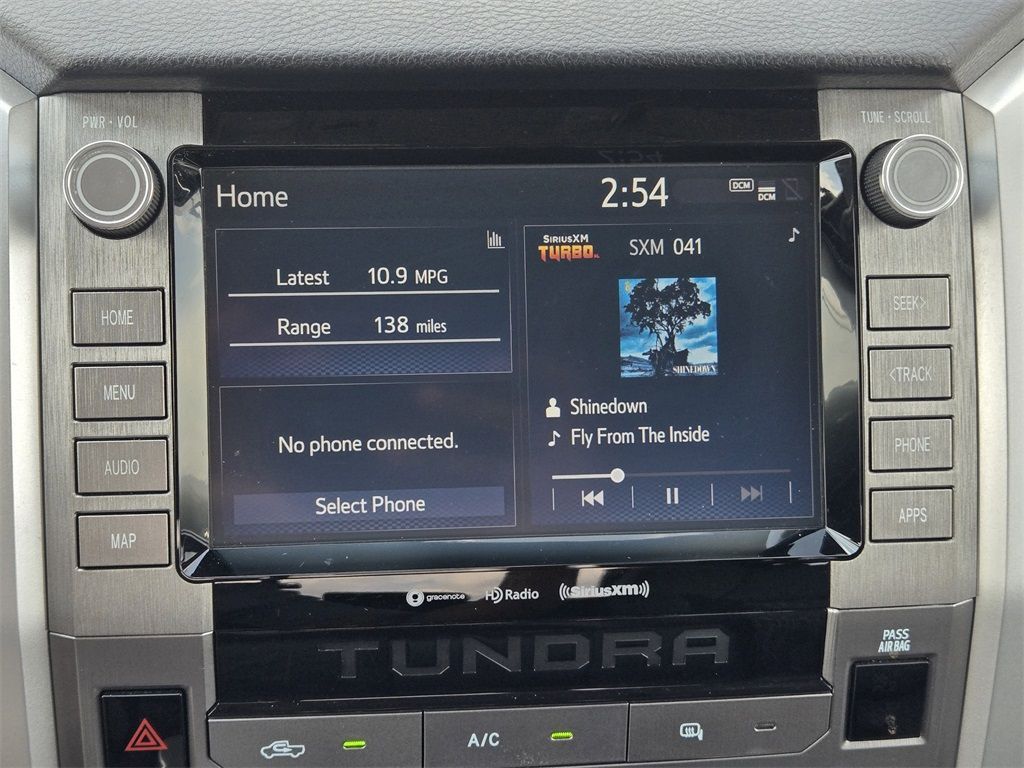 PWR • VOL
TUNE • SCROLL
Home
2:54
DCM
DCM
Latest 10.9 MPG
Range 138 miles
No phone connected.
Select Phone
SIRIUSXM
TURBO
SXM 041
SHINEDOWN
Shinedown
Fly From The Inside
HOME
MENU
AUDIO
MAP
SEEK>
<TRACK
PHONE
APPS
gracenote
HD Radio
((SiriusXM))
TUNDRA
PASS
AIR BAG
A/C